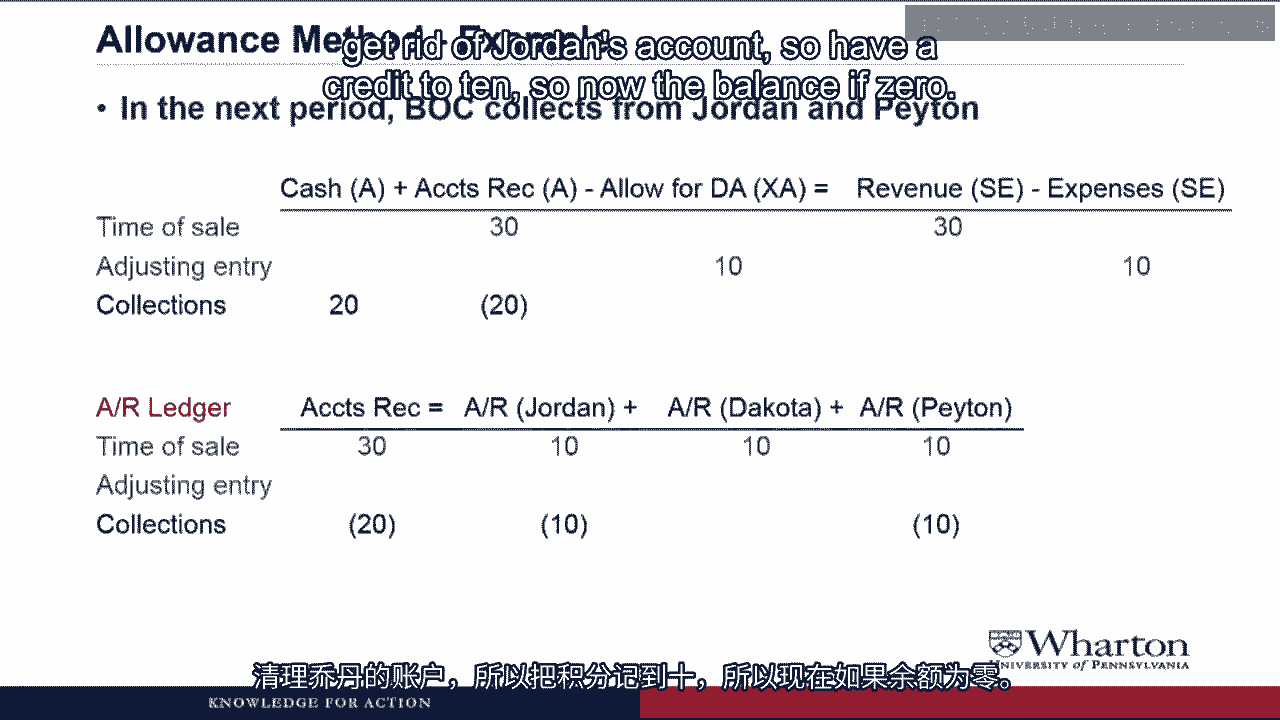 Allowance Method - Example
get rid of Jordan's account, so have a
credit to ten, so now the balance if zero.
• In the next period, BOC collects from Jordan and Peyton
Cash (A) + Accts Rec (A) - Allow for DA (XA) = Revenue (SE) - Expenses (SE)
Time of sale 30 30
Adjusting entry 10 10
Collections 20 (20)
A/R Ledger Accts Rec = A/R (Jordan) + A/R (Dakota) + A/R (Peyton)
Time of sale 30 10 10 10
Adjusting entry
Collections (20) (10) (10)
Wharton
UNIVERSITY of PENNSYLVANIA
清理乔丹的账户，所以把积分记到十，所以现在如果余额为零。
KNOWLEDGE FOR ACTION